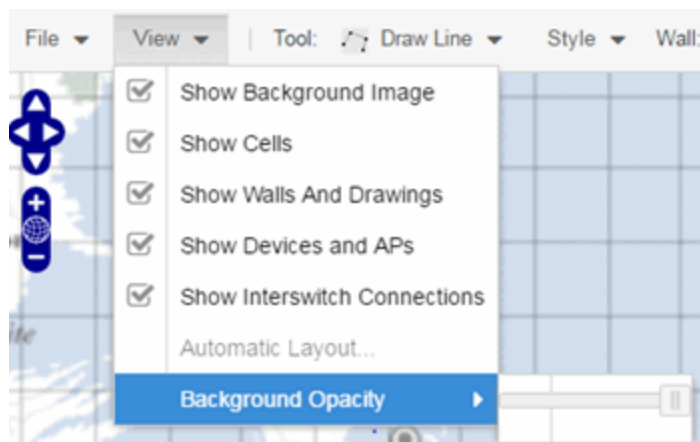 File View Tool: Draw Line Style Wall:
Show Background Image
Show Cells
Show Walls And Drawings
Show Devices and APs
Show Interswitch Connections
Automatic Layout...
Background Opacity